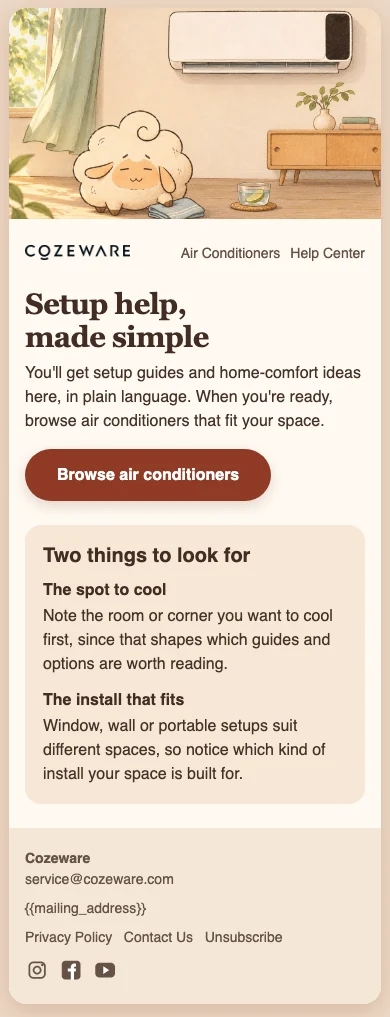 COZEWARE
Air Conditioners Help Center
Setup help,
made simple
You'll get setup guides and home-comfort ideas
here, in plain language. When you're ready,
browse air conditioners that fit your space.
Browse air conditioners
Two things to look for
The spot to cool
Note the room or corner you want to cool
first, since that shapes which guides and
options are worth reading.
The install that fits
Window, wall or portable setups suit
different spaces, so notice which kind of
install your space is built for.
Cozeware
service@cozeware.com
{{mailing_address}}
Privacy Policy Contact Us Unsubscribe